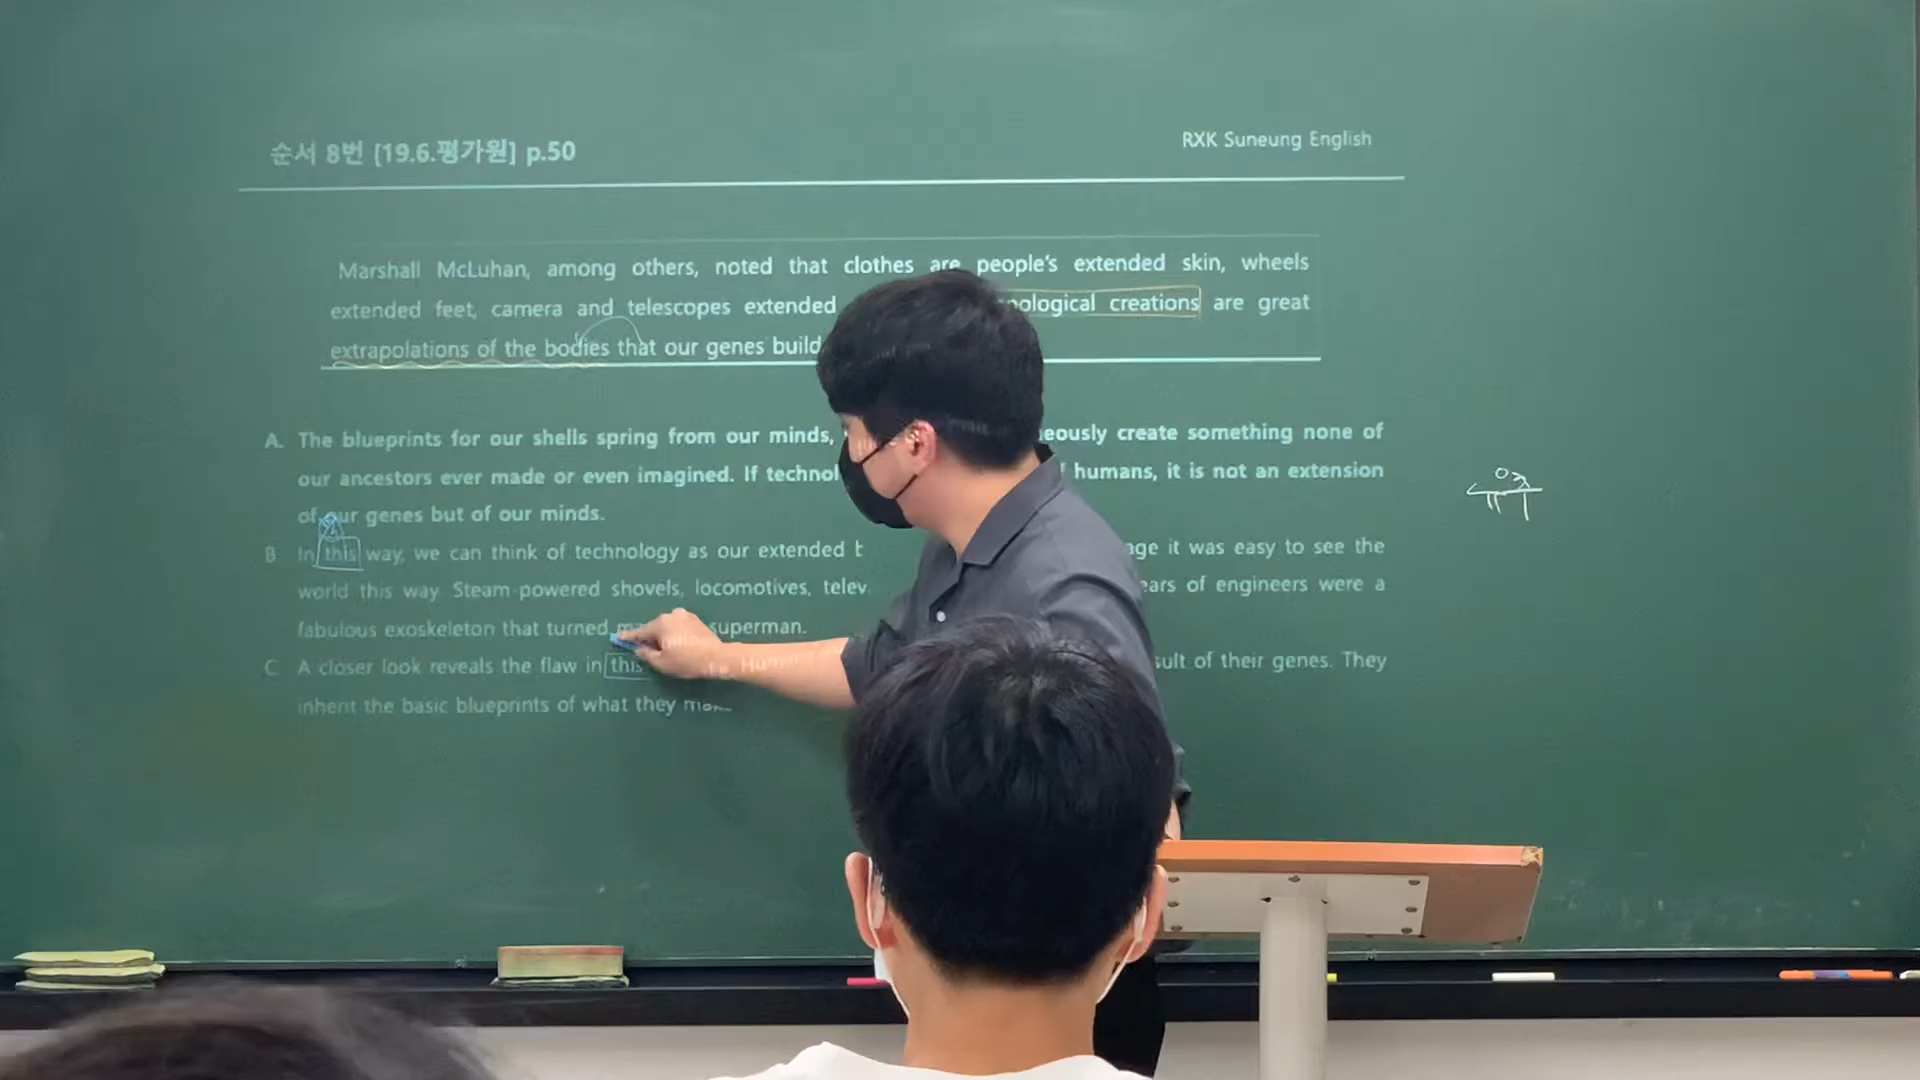 순서 8번 [19.6.평가원] p.50
RXK Suneung English
Marshall McLuhan, among others, noted that clothes are people's extended skin, wheels
extended feet, camera and telescopes extended nological creations are great
extrapolations of the bodies that our genes build
A. The blueprints for our shells spring from our minds, neously create something none of
our ancestors ever made or even imagined. If technol humans, it is not an extension
of our genes but of our minds.
B In this way, we can think of technology as our extended age it was easy to see the
world this way Steam-powered shovels, locomotives, telev ears of engineers were a
fabulous exoskeleton that turned superman.
C A closer look reveals the flaw in this Human sult of their genes. They
inherit the basic blueprints of what they